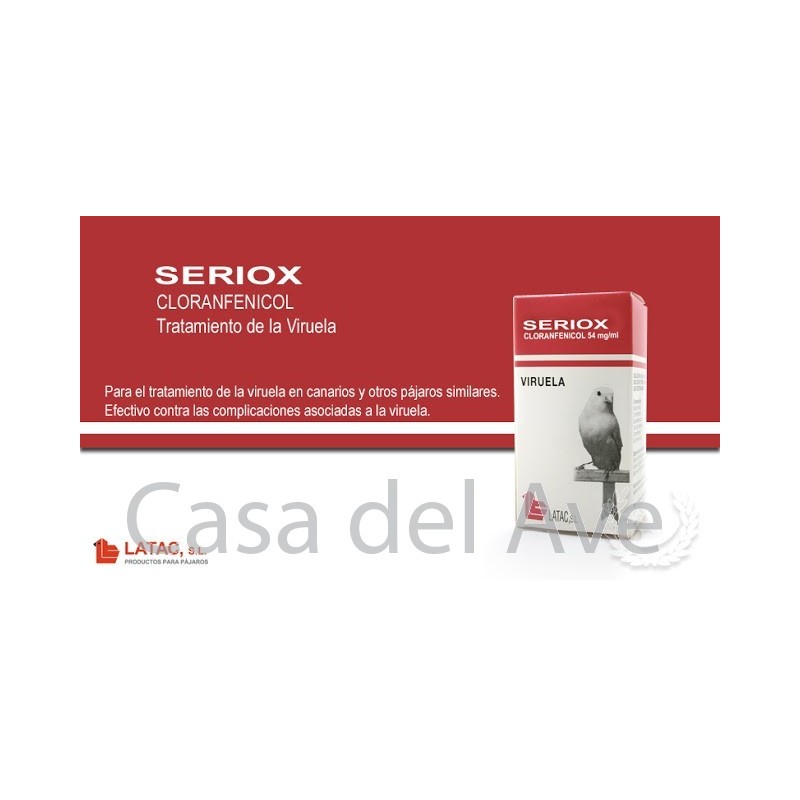 SERIOX
CLORANFENICOL
Tratamiento de la Viruela
Para el tratamiento de la viruela en canarios y otros pájaros similares.
Efectivo contra las complicaciones asociadas a la viruela.
SERIOX
CLORANFENICOL 54 mg/ml
VIRUELA
LATAC, S.L.
Casa del Ave
LATAC, S.L.
PRODUCTOS PARA PÁJAROS